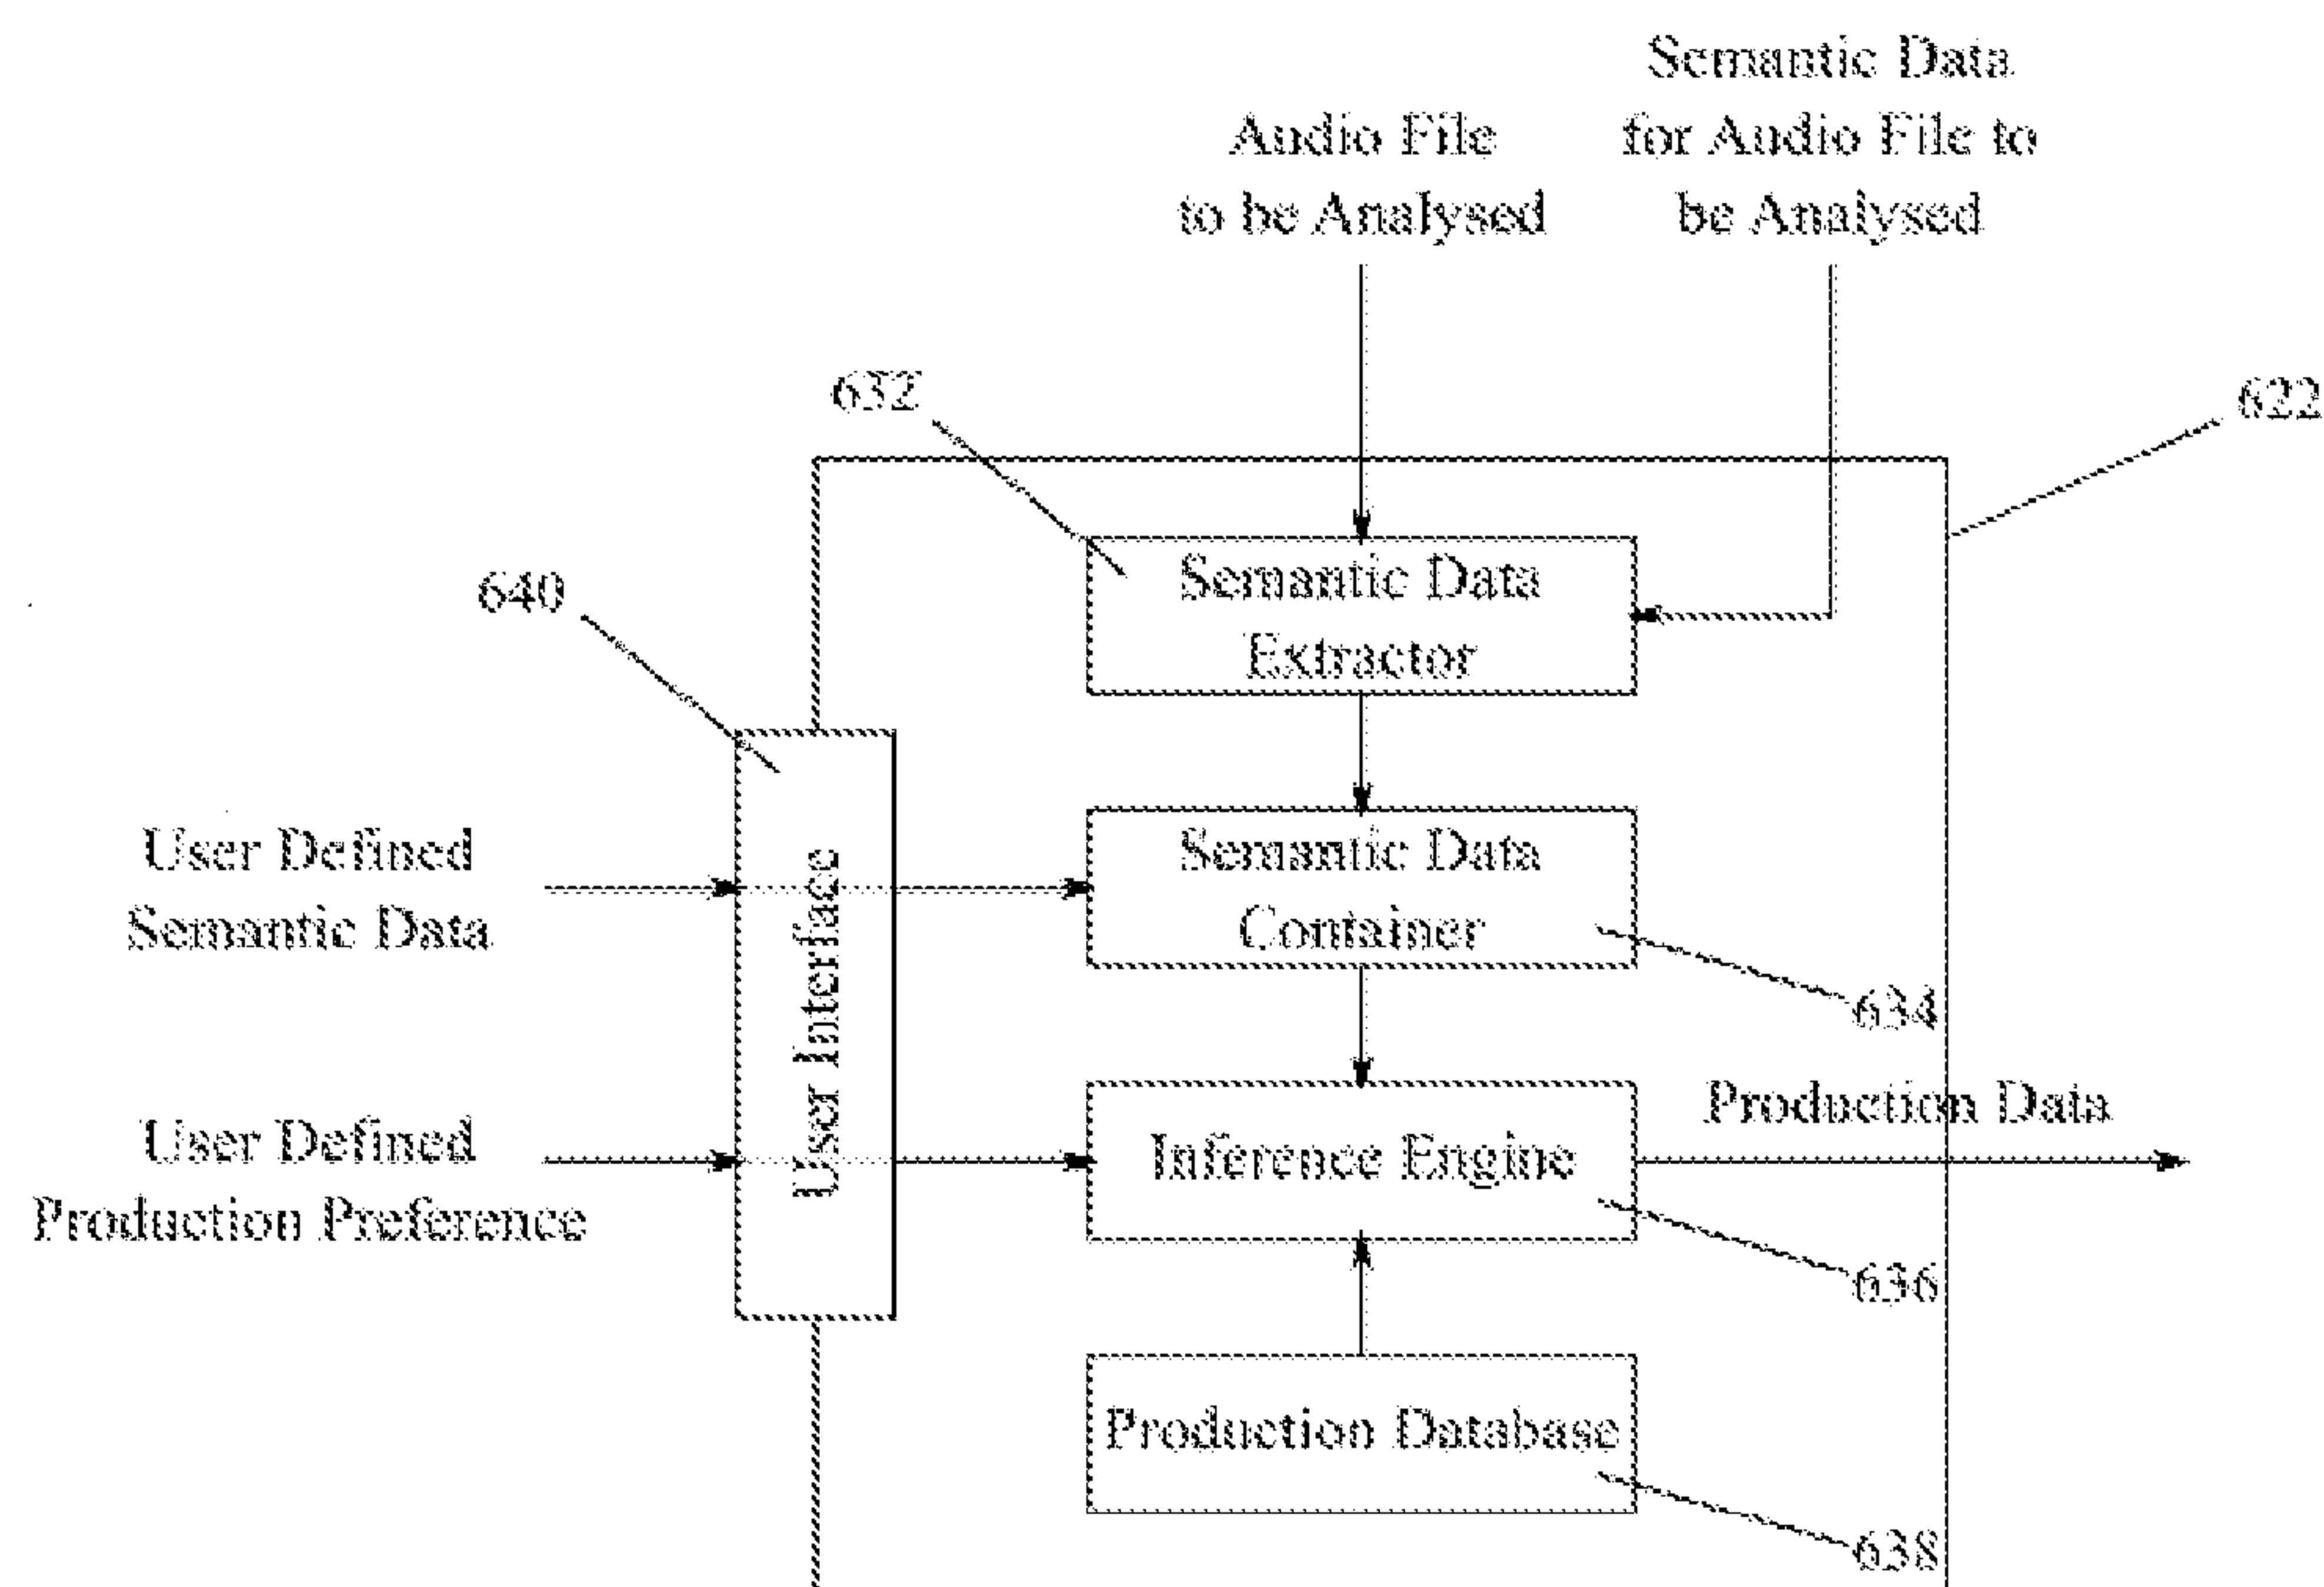 Semantic Data
for Audio File to
be Analysed
Audio File
to be Analysed
632
622
Semantic Data
Extractor
640
User Defined
Semantic Data
User Interface
Semantic Data
Container
634
User Defined
Production Preference
Inference Engine
Production Data
636
Production Database
638